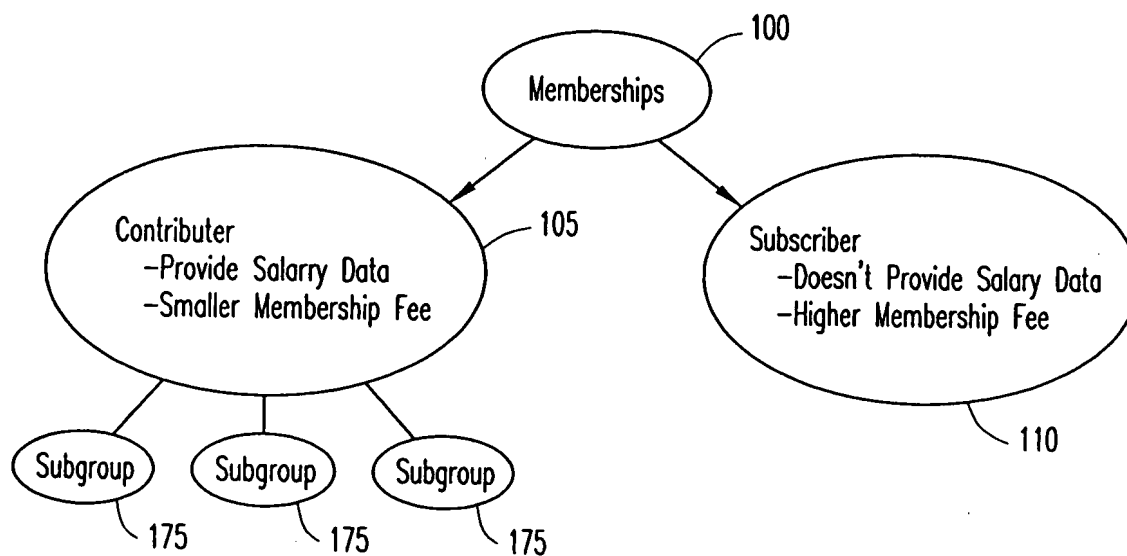 100
Memberships
Contributer
-Provide Salarry Data
-Smaller Membership Fee
105
Subscriber
-Doesn't Provide Salary Data
-Higher Membership Fee
110
Subgroup
Subgroup
Subgroup
175
175
175